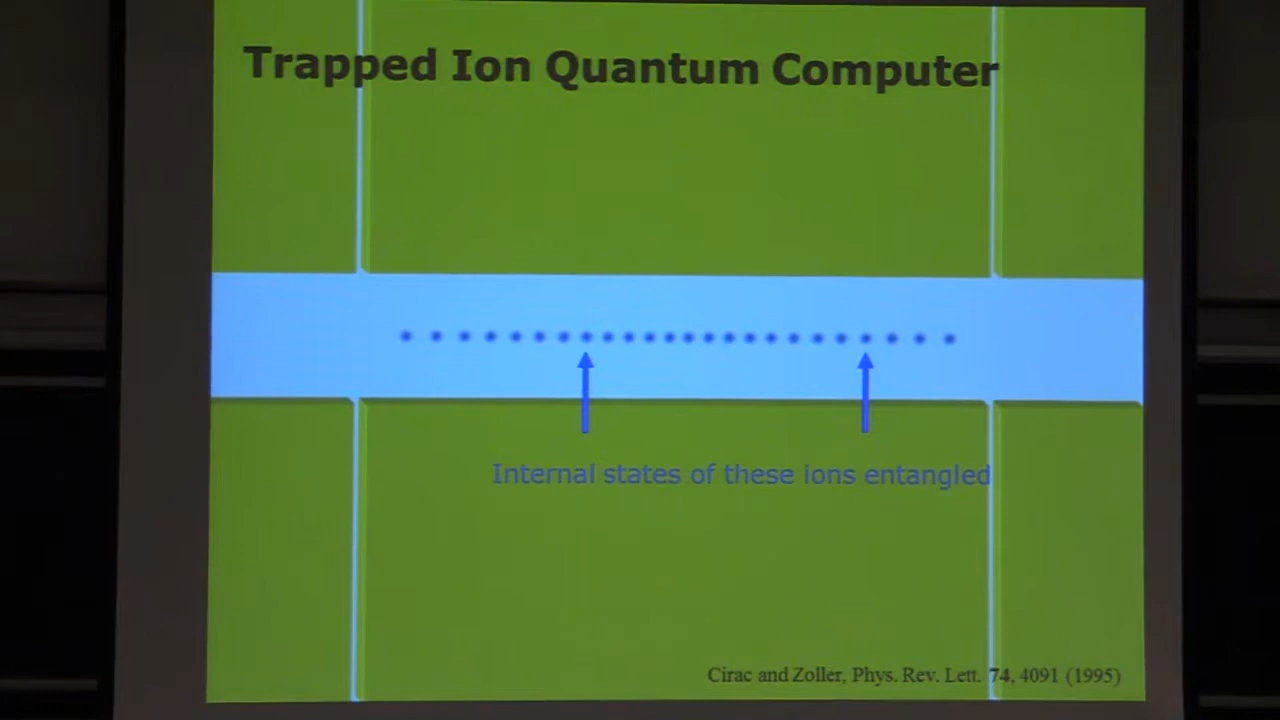 Trapped Ion Quantum Computer
Internal states of these ions entangled
Cirac and Zoller, Phys. Rev. Lett. 74, 4091 (1995)